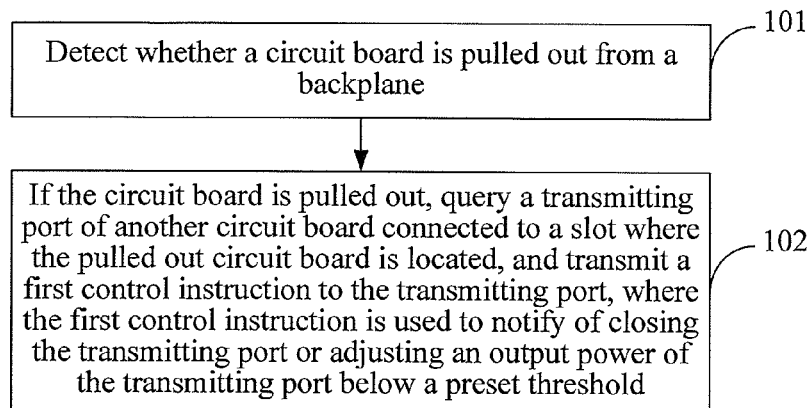 101
Detect whether a circuit board is pulled out from a
backplane
If the circuit board is pulled out, query a transmitting
port of another circuit board connected to a slot where
the pulled out circuit board is located, and transmit a
first control instruction to the transmitting port, where
the first control instruction is used to notify of closing
the transmitting port or adjusting an output power of
the transmitting port below a preset threshold
102